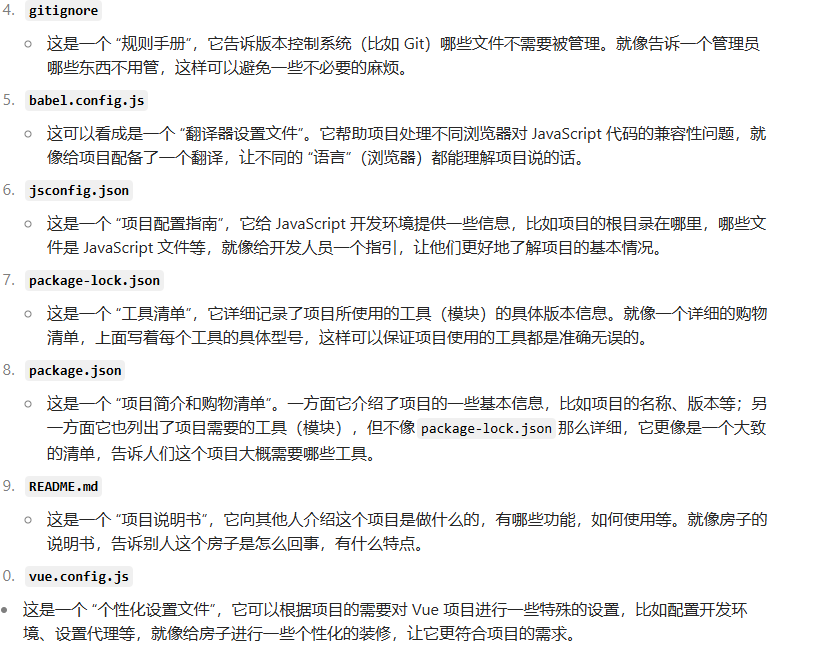 4. gitignore
○ 这是一个 “规则手册”，它告诉版本控制系统（比如 Git）哪些文件不需要被管理。就像告诉一个管理员
哪些东西不用管，这样可以避免一些不必要的麻烦。
5. babel.config.js
○ 这可以看成是一个 “翻译器设置文件”。它帮助项目处理不同浏览器对 JavaScript 代码的兼容性问题，就
像给项目配备了一个翻译，让不同的 “语言”（浏览器）都能理解项目说的话。
6. jsconfig.json
○ 这是一个 “项目配置指南”，它给 JavaScript 开发环境提供一些信息，比如项目的根目录在哪里，哪些文
件是 JavaScript 文件等，就像给开发人员一个指引，让他们更好地了解项目的基本情况。
7. package-lock.json
○ 这是一个 “工具清单”，它详细记录了项目所使用的工具（模块）的具体版本信息。就像一个详细的购物
清单，上面写着每个工具的具体型号，这样可以保证项目使用的工具都是准确无误的。
8. package.json
○ 这是一个 “项目简介和购物清单”。一方面它介绍了项目的一些基本信息，比如项目的名称、版本等；另
一方面它也列出了项目需要的工具（模块），但不像 package-lock.json 那么详细，它更像是一个大致
的清单，告诉人们这个项目大概需要哪些工具。
9. README.md
○ 这是一个 “项目说明书”，它向其他人介绍这个项目是做什么的，有哪些功能，如何使用等。就像房子的
说明书，告诉别人这个房子是怎么回事，有什么特点。
0. vue.config.js
• 这是一个 “个性化设置文件”，它可以根据项目的需要对 Vue 项目进行一些特殊的设置，比如配置开发环
境、设置代理等，就像给房子进行一些个性化的装修，让它更符合项目的需求。